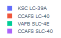 KSC LC-39A
CCAFS LC-40
VAFB SLC-4E
CCAFS SLC-40